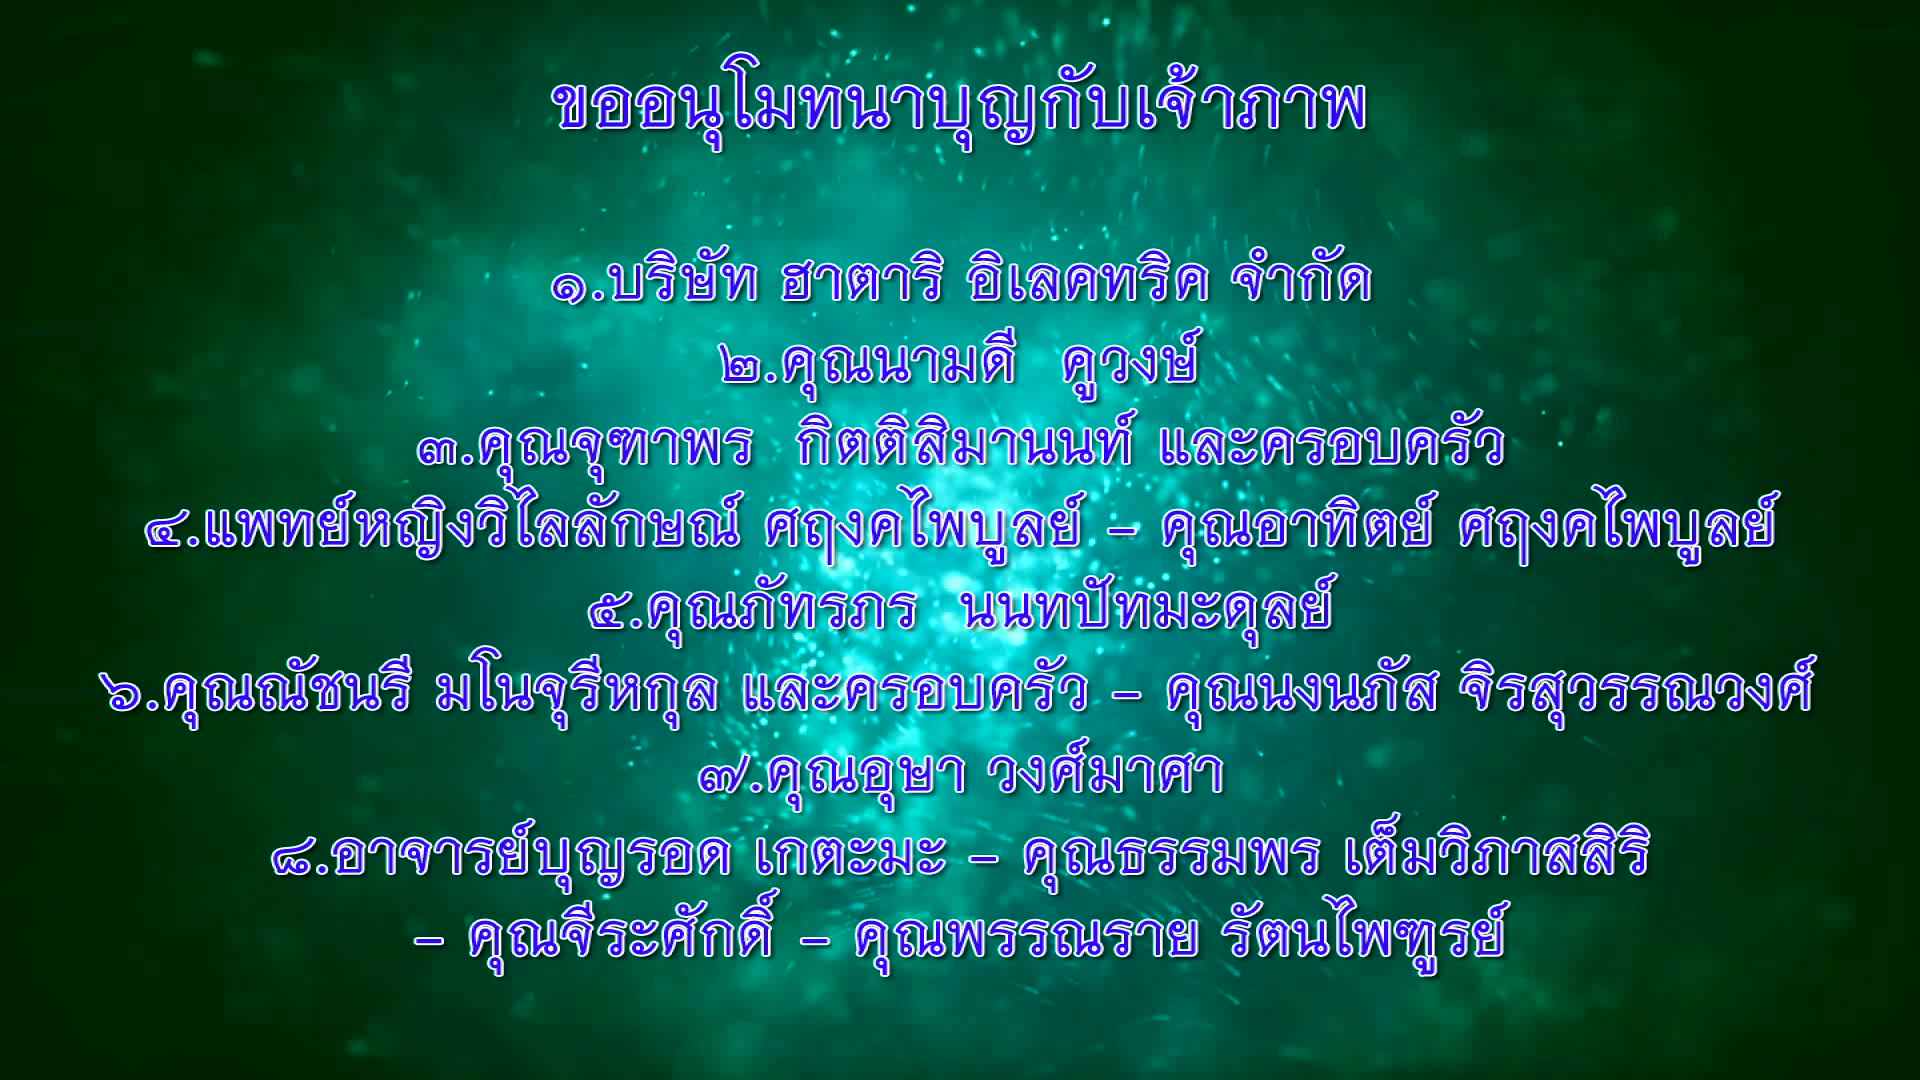 ขออนุโมทนาบุญกับเจ้าภาพ
๑.บริษัท ฮาตาริ อิเลคทริค จำกัด
๒.คุณนามดี คูวงษ์
๓.คุณจุฑาพร กิตติสิมานนท์ และครอบครัว
๔.แพทย์หญิงวิไลลักษณ์ ศฤงคไพบูลย์ – คุณอาทิตย์ ศฤงคไพบูลย์
๕.คุณภัทรภร นนทปัทมะดุลย์
๖.คุณณัชนรี มโนจุรีหกุล และครอบครัว – คุณนงนภัส จิรสุวรรณวงศ์
๗.คุณอุษา วงศ์มาศา
๘.อาจารย์บุญรอด เกตะมะ – คุณธรรมพร เต็มวิภาสสิริ
– คุณจีระศักดิ์ – คุณพรรณราย รัตนไพฑูรย์